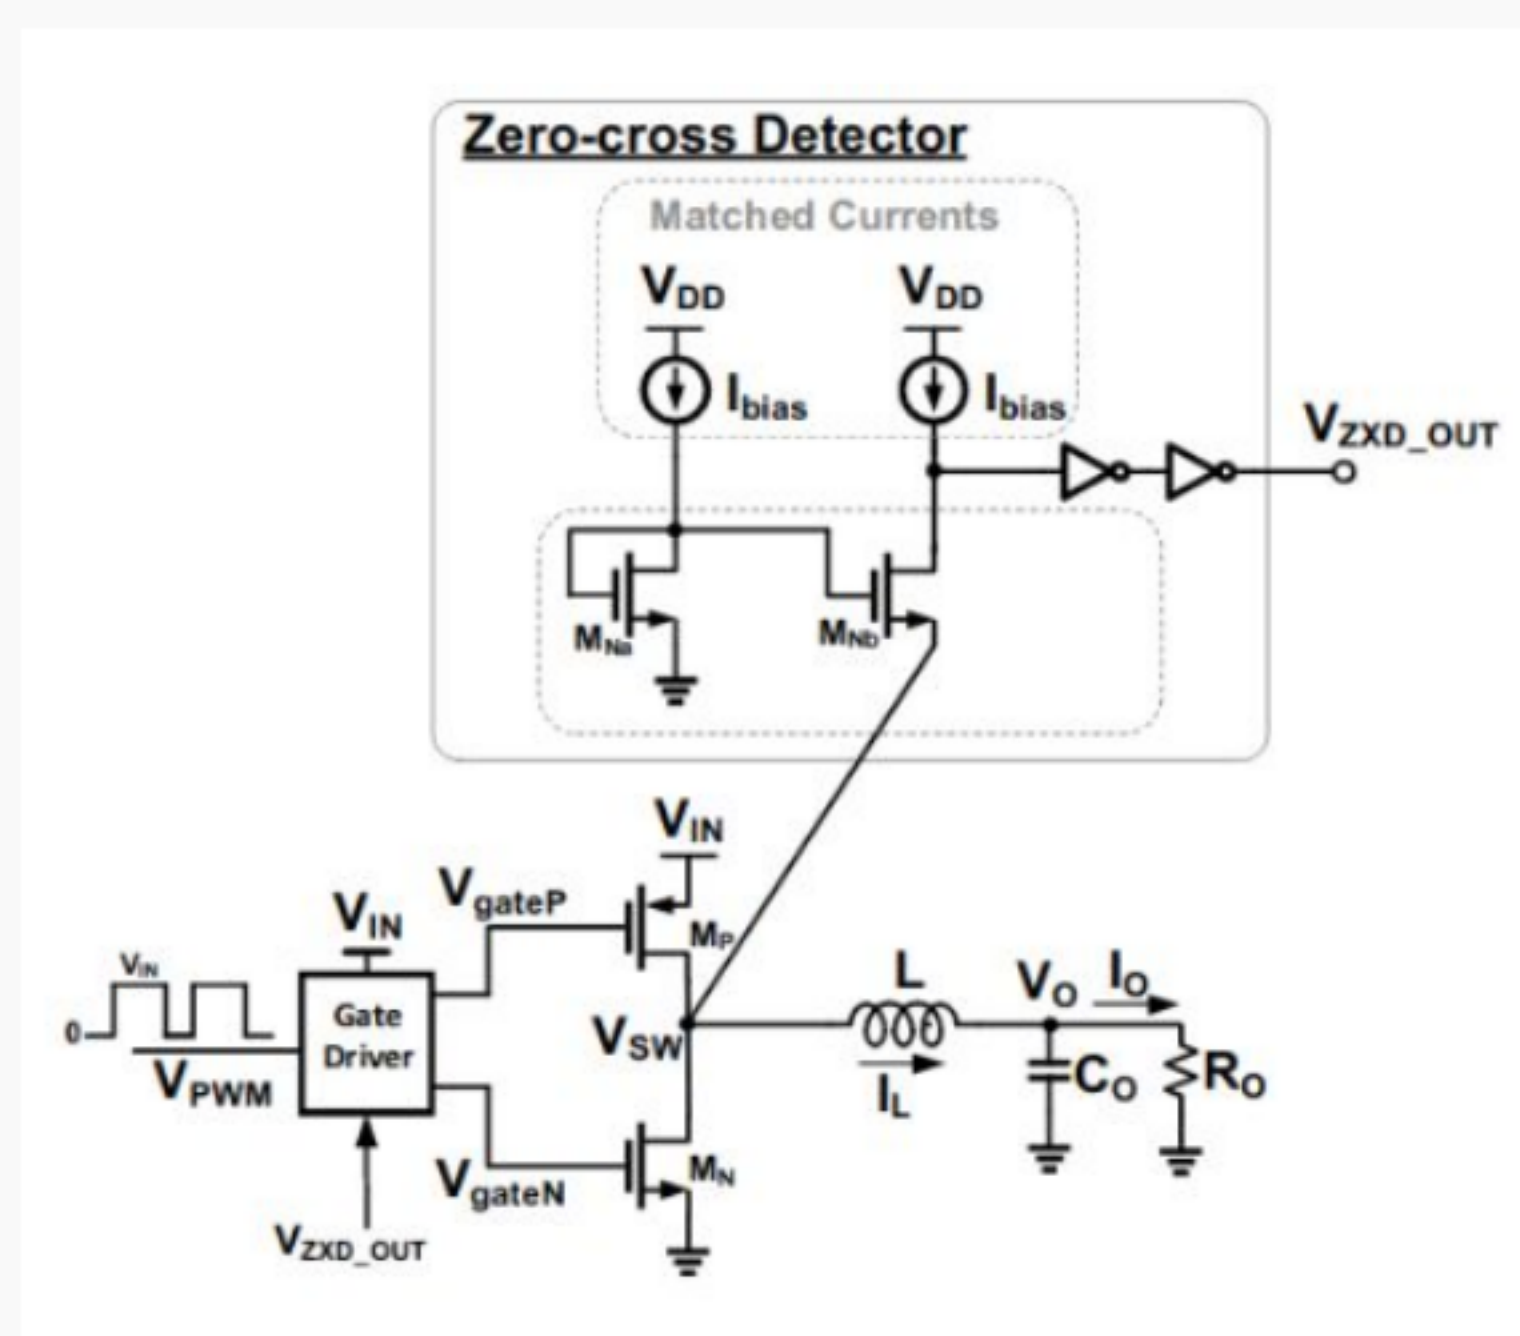 Zero-cross Detector
Matched Currents
VDD
VDD
Ibias
Ibias
VZXD_OUT
MNa
MNb
VIN
VgateP
VIN
MP
VIN
0
Gate
Driver
VPWM
VSW
L
IL
VO
IO
CO
RO
VgateN
MN
VZXD_OUT